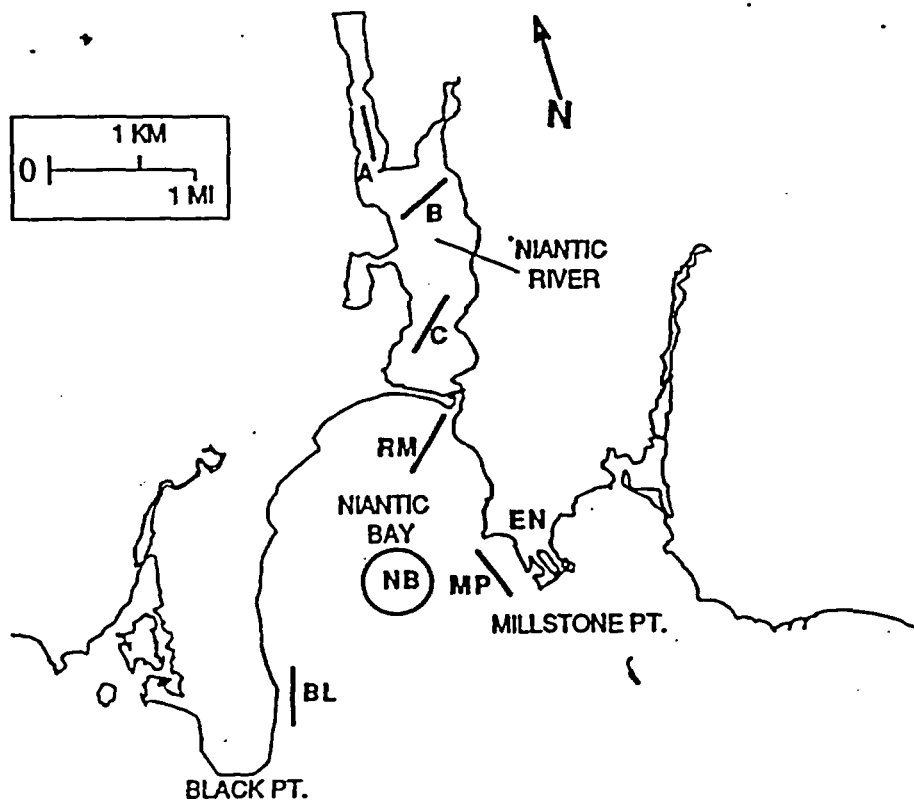 N
1 KM
0
1 MI
A
B
NIANTIC
RIVER
C
RM
NIANTIC
BAY
EN
NB
MP
MILLSTONE PT.
BL
BLACK PT.